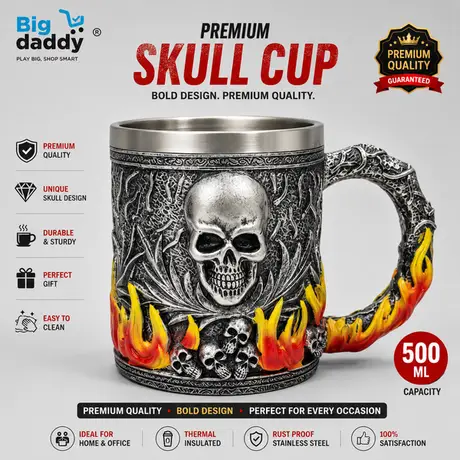 Big
daddy®
PLAY BIG, SHOP SMART
PREMIUM
SKULL CUP
BOLD DESIGN. PREMIUM QUALITY.
PREMIUM
QUALITY
GUARANTEED
PREMIUM
QUALITY
UNIQUE
SKULL DESIGN
DURABLE
& STURDY
PERFECT
GIFT
EASY TO
CLEAN
500
ML
CAPACITY
PREMIUM QUALITY • BOLD DESIGN • PERFECT FOR EVERY OCCASION
IDEAL FOR
HOME & OFFICE
THERMAL
INSULATED
RUST PROOF
STAINLESS STEEL
100%
SATISFACTION